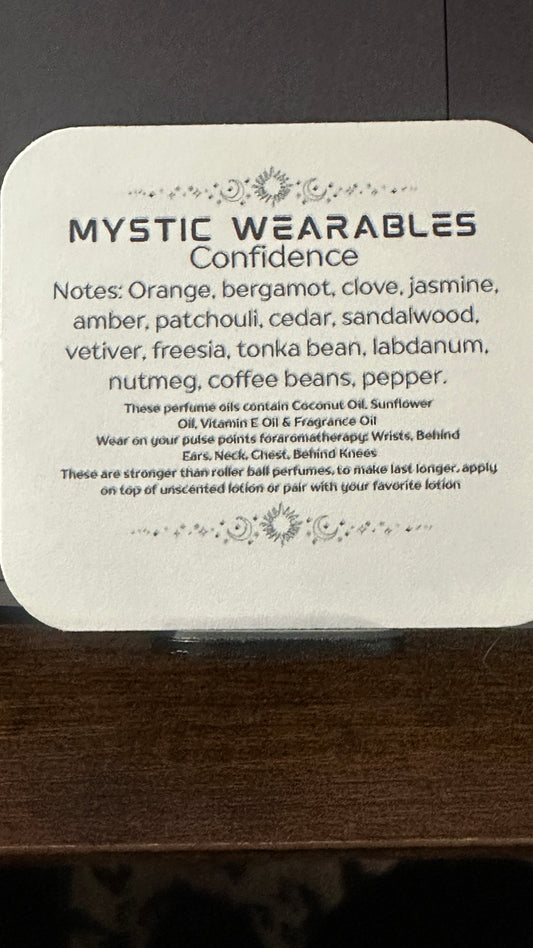 MYSTIC WEARABLES
Confidence
Notes: Orange, bergamot, clove, jasmine,
amber, patchouli, cedar, sandalwood,
vetiver, freesia, tonka bean, labdanum,
nutmeg, coffee beans, pepper.
These perfume oils contain Coconut Oil, Sunflower
Oil, Vitamin E Oil & Fragrance Oil
Wear on your pulse points foraromatherapy: Wrists, Behind
Ears, Neck, Chest, Behind Knees
These are stronger than roller ball perfumes, to make last longer, apply
on top of unscented lotion or pair with your favorite lotion